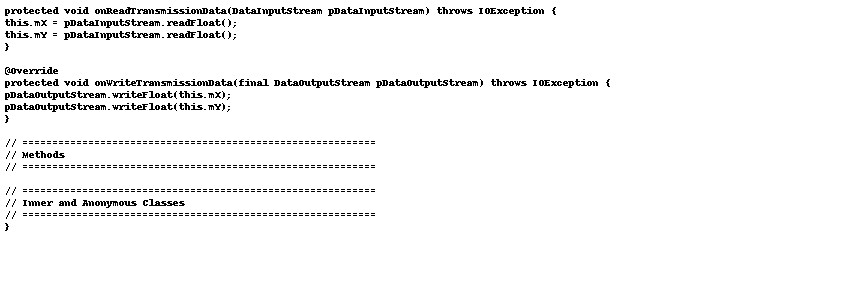 protected void onReadTransmissionData(DataInputStream pDataInputStream) throws IOException {
this.mX = pDataInputStream.readFloat();
this.mY = pDataInputStream.readFloat();
}

@Override
protected void onWriteTransmissionData(final DataOutputStream pDataOutputStream) throws IOException {
pDataOutputStream.writeFloat(this.mX);
pDataOutputStream.writeFloat(this.mY);
}

// ===========================================================
// Methods
// ===========================================================

// ===========================================================
// Inner and Anonymous Classes
// ===========================================================
}